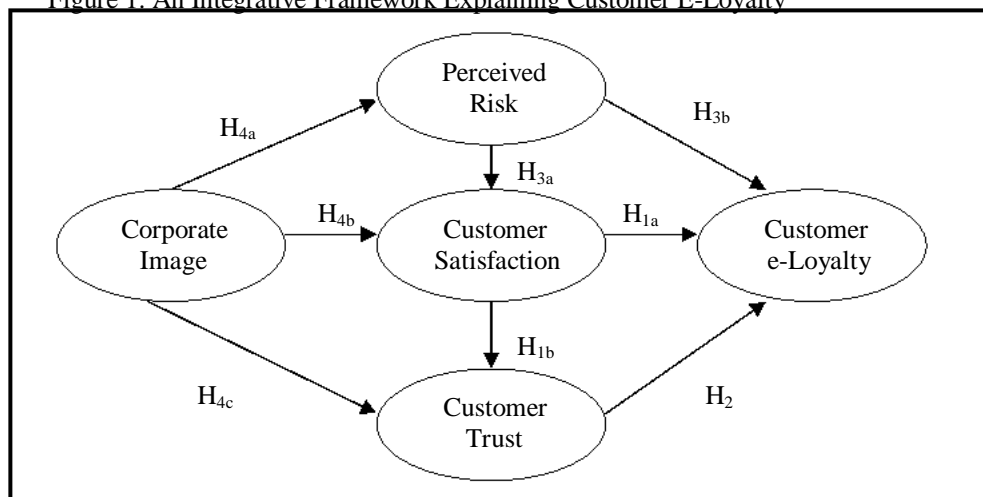 Figure 1. An Integrative Framework Explaining Customer E-Loyalty
Perceived
Risk
H4a
H3b
H3a
Corporate
Image
H4b
Customer
Satisfaction
H1a
Customer
e-Loyalty
H1b
H4c
Customer
Trust
H2